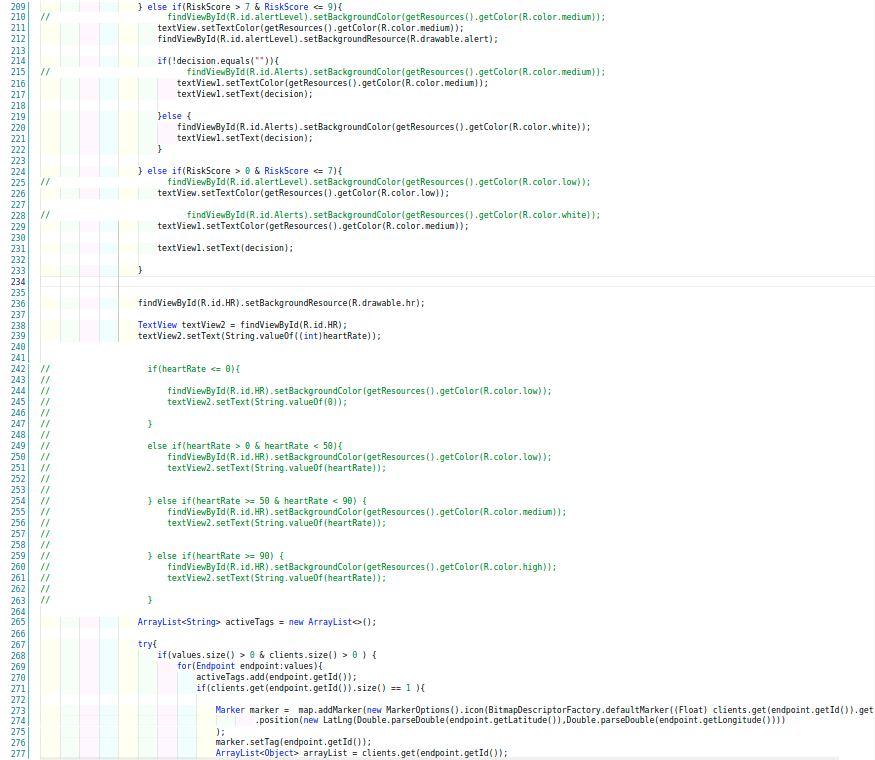 209 } else if(RiskScore > 7 & RiskScore <= 9){
210 // findViewById(R.id.alertLevel).setBackgroundColor(getResources().getColor(R.color.medium));
211 textView.setTextColor(getResources().getColor(R.color.medium));
212 findViewById(R.id.alertLevel).setBackgroundResource(R.drawable.alert);
213
214 if(!decision.equals("")){
215 // findViewById(R.id.Alerts).setBackgroundColor(getResources().getColor(R.color.medium));
216 textView1.setTextColor(getResources().getColor(R.color.medium));
217 textView1.setText(decision);
218
219 }else {
220 findViewById(R.id.Alerts).setBackgroundColor(getResources().getColor(R.color.white));
221 textView1.setText(decision);
222 }
223
224 } else if(RiskScore > 0 & RiskScore <= 7){
225 // findViewById(R.id.alertLevel).setBackgroundColor(getResources().getColor(R.color.low));
226 textView.setTextColor(getResources().getColor(R.color.low));
227
228 // findViewById(R.id.Alerts).setBackgroundColor(getResources().getColor(R.color.white));
229 textView1.setTextColor(getResources().getColor(R.color.medium));
230
231 textView1.setText(decision);
232
233 }
234
235
236 findViewById(R.id.HR).setBackgroundResource(R.drawable.hr);
237
238 TextView textView2 = findViewById(R.id.HR);
239 textView2.setText(String.valueOf((int)heartRate));
240
241
242 // if(heartRate <= 0){
243 //
244 // findViewById(R.id.HR).setBackgroundColor(getResources().getColor(R.color.low));
245 // textView2.setText(String.valueOf(0));
246 //
247 // }
248 //
249 // else if(heartRate > 0 & heartRate < 50){
250 // findViewById(R.id.HR).setBackgroundColor(getResources().getColor(R.color.low));
251 // textView2.setText(String.valueOf(heartRate));
252 //
253 //
254 // } else if(heartRate >= 50 & heartRate < 90) {
255 // findViewById(R.id.HR).setBackgroundColor(getResources().getColor(R.color.medium));
256 // textView2.setText(String.valueOf(heartRate));
257 //
258 //
259 // } else if(heartRate >= 90) {
260 // findViewById(R.id.HR).setBackgroundColor(getResources().getColor(R.color.high));
261 // textView2.setText(String.valueOf(heartRate));
262 //
263 // }
264
265 ArrayList<String> activeTags = new ArrayList<>();
266
267 try{
268 if(values.size() > 0 & clients.size() > 0 ) {
269 for(Endpoint endpoint:values){
270 activeTags.add(endpoint.getId());
271 if(clients.get(endpoint.getId()).size() == 1 ){
272
273 Marker marker = map.addMarker(new MarkerOptions().icon(BitmapDescriptorFactory.defaultMarker((Float) clients.get(endpoint.getId()).get
274 .position(new LatLng(Double.parseDouble(endpoint.getLatitude()),Double.parseDouble(endpoint.getLongitude())))
275 );
276 marker.setTag(endpoint.getId());
277 ArrayList<Object> arrayList = clients.get(endpoint.getId());